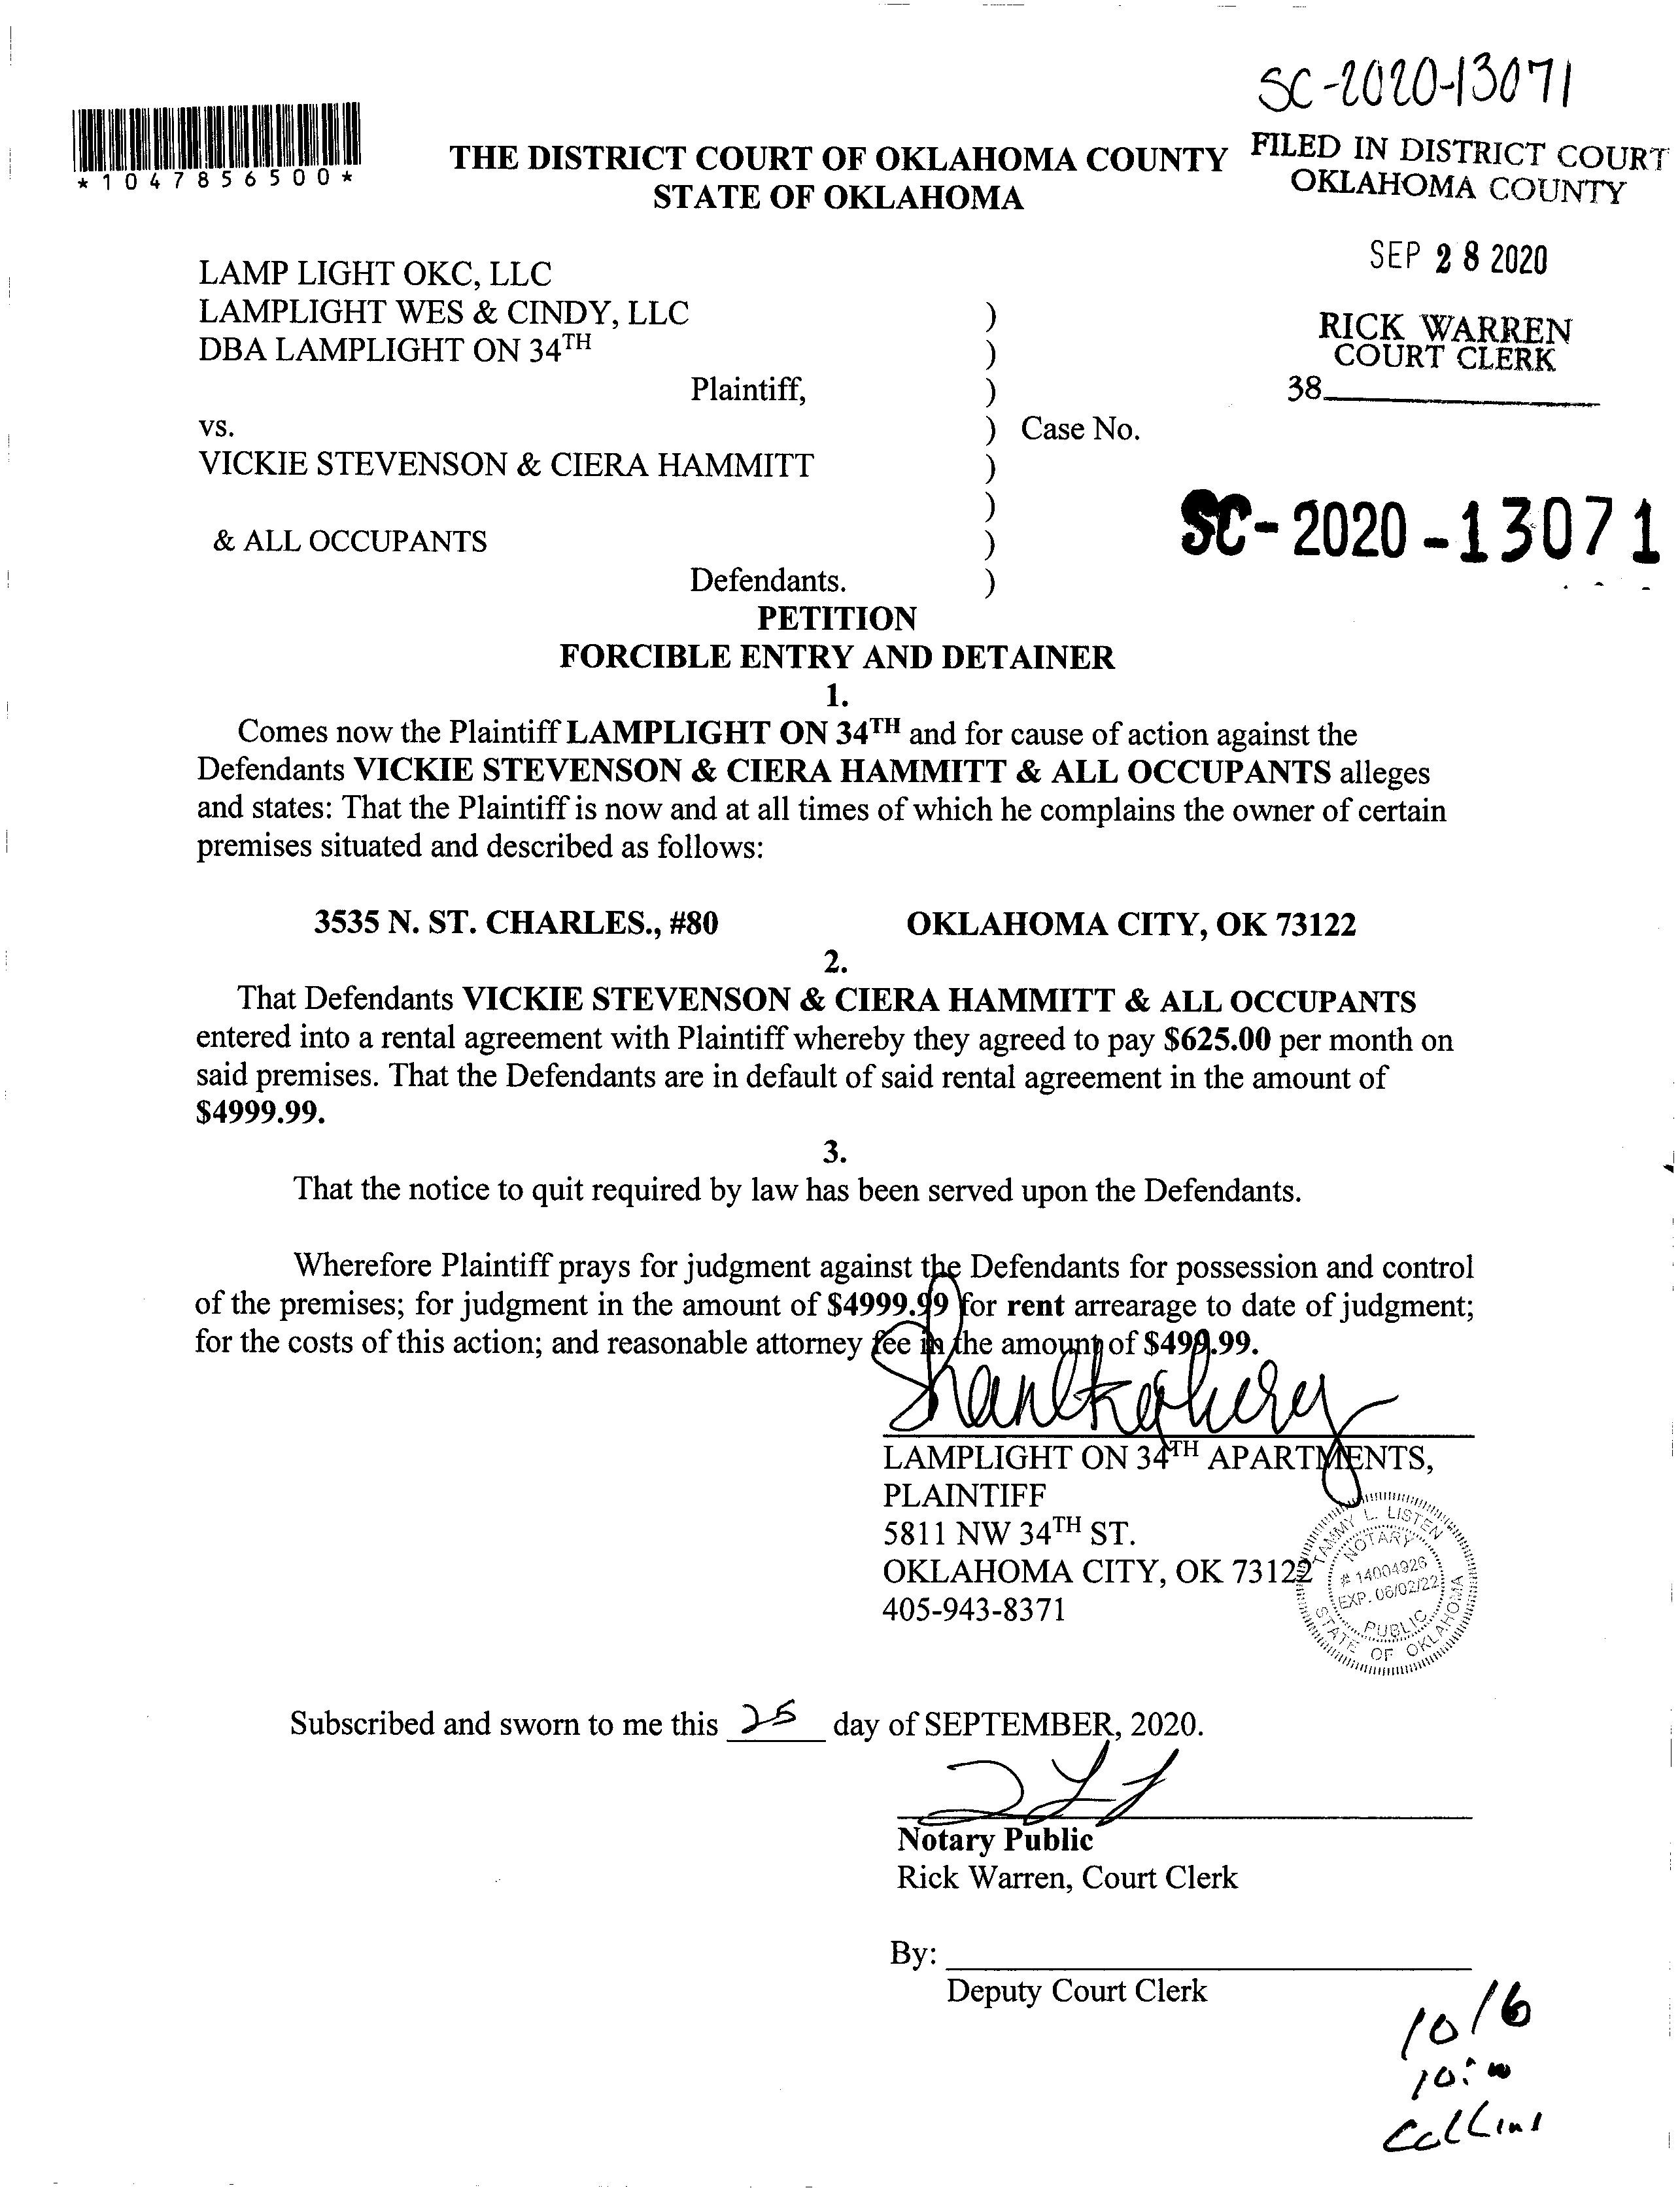 SC-2020-13071
*1047856500*
THE DISTRICT COURT OF OKLAHOMA COUNTY
STATE OF OKLAHOMA
FILED IN DISTRICT COURT
OKLAHOMA COUNTY
SEP 28 2020
RICK WARREN
COURT CLERK
38
LAMP LIGHT OKC, LLC
LAMPLIGHT WES & CINDY, LLC )
DBA LAMPLIGHT ON 34TH )
Plaintiff, )
vs. ) Case No.
VICKIE STEVENSON & CIERA HAMMITT )
)
SC-2020-13071
& ALL OCCUPANTS )
Defendants. )
PETITION
FORCIBLE ENTRY AND DETAINER
1.
Comes now the Plaintiff LAMPLIGHT ON 34TH and for cause of action against the
Defendants VICKIE STEVENSON & CIERA HAMMITT & ALL OCCUPANTS alleges
and states: That the Plaintiff is now and at all times of which he complains the owner of certain
premises situated and described as follows:
3535 N. ST. CHARLES., #80 OKLAHOMA CITY, OK 73122
2.
That Defendants VICKIE STEVENSON & CIERA HAMMITT & ALL OCCUPANTS
entered into a rental agreement with Plaintiff whereby they agreed to pay $625.00 per month on
said premises. That the Defendants are in default of said rental agreement in the amount of
$4999.99.
3.
That the notice to quit required by law has been served upon the Defendants.
Wherefore Plaintiff prays for judgment against the Defendants for possession and control
of the premises; for judgment in the amount of $4999.99 for rent arrearage to date of judgment;
for the costs of this action; and reasonable attorney fee in the amount of $499.99.
LAMPLIGHT ON 34TH APARTMENTS,
PLAINTIFF
5811 NW 34TH ST.
OKLAHOMA CITY, OK 73122
405-943-8371
TAMMY L. LISTEN
NOTARY
# 14004926
EXP. 06/02/22
PUBLIC
STATE OF OKLAHOMA
Subscribed and sworn to me this 25 day of SEPTEMBER, 2020.
Notary Public
Rick Warren, Court Clerk
By:
Deputy Court Clerk
10/6
10:00
Collins